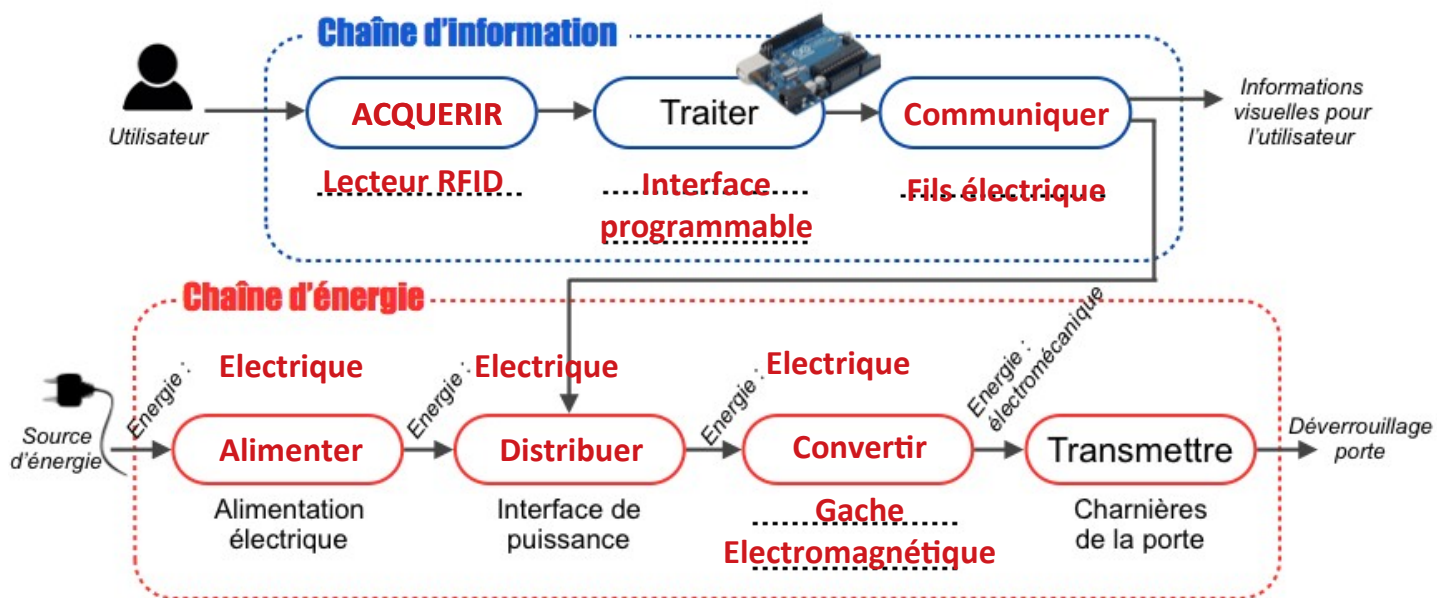 Chaîne d'information
Utilisateur
ACQUERIR
Traiter
Communiquer
Informations
visuelles pour
l'utilisateur
Lecteur RFID
Interface
programmable
Fils électrique
Chaîne d'énergie
Source
d'énergie
Energie :
Electrique
Energie :
Electrique
Energie :
Electrique
Energie :
électromécanique
Alimenter
Distribuer
Convertir
Transmettre
Déverrouillage
porte
Alimentation
électrique
Interface de
puissance
Gache
Electromagnétique
Charnières
de la porte